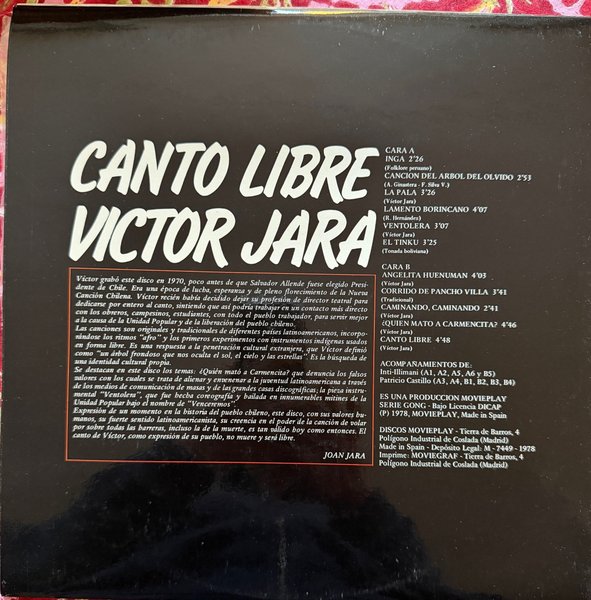 CANTO LIBRE
VICTOR JARA
Víctor grabó este disco en 1970, poco antes de que Salvador Allende fuese elegido Presi-
dente de Chile. Era una época de lucha, esperanza y de pleno florecimiento de la Nueva
Canción Chilena. Víctor recién había decidido dejar su profesión de director teatral para
dedicarse por entero al canto, sintiendo que así podría trabajar en un contacto más directo
con los obreros, campesinos, estudiantes, con todo el pueblo trabajador, para servir mejor
a la causa de la Unidad Popular y de la liberación del pueblo chileno.
Las canciones son originales y tradicionales de diferentes países latinoamericanos, incorpo-
rándose los ritmos "afro" y los primeros experimentos con instrumentos indígenas usados
en forma libre. Es una respuesta a la penetración cultural extranjera, que Víctor definió
como "un árbol frondoso que nos oculta el sol, el cielo y las estrellas". Es la búsqueda de
una identidad cultural propia.
Se destacan en este disco los temas: ¿Quién mató a Carmencita? que denuncia los falsos
valores con los cuales se trata de alienar y envenenar a la juventud latinoamericana a través
de los medios de comunicación de masas y de las grandes casas discográficas; la pieza instru-
mental "Ventolera", que fue hecha coreografía y bailada en innumerables mítines de la
Unidad Popular bajo el nombre de "Venceremos".
Expresión de un momento en la historia del pueblo chileno, este disco, con sus valores hu-
manos, su fuerte sentido latinoamericanista, su creencia en el poder de la canción de volar
por sobre todas las barreras, incluso la de la muerte, es tan válido hoy como entonces. El
canto de Víctor, como expresión de su pueblo, no muere y será libre.
JOAN JARA
CARA A
INGA 2'26
(Folklore peruano)
CANCION DEL ARBOL DEL OLVIDO 2'53
(A. Ginastera - F. Silva V.)
LA PALA 3'26
(Víctor Jara)
LAMENTO BORINCANO 4'07
(R. Hernández)
VENTOLERA 3'07
(Víctor Jara)
EL TINKU 3'25
(Tonada boliviana)
CARA B
ANGELITA HUENUMAN 4'03
(Víctor Jara)
CORRIDO DE PANCHO VILLA 3'41
(Tradicional)
CAMINANDO, CAMINANDO 2'41
(Víctor Jara)
¿QUIEN MATO A CARMENCITA? 4'46
(Víctor Jara)
CANTO LIBRE 4'48
(Víctor Jara)
ACOMPAÑAMIENTOS DE:
Inti-Illimani (A1, A2, A5, A6 y B5)
Patricio Castillo (A3, A4, B1, B2, B3, B4)
ES UNA PRODUCCION MOVIEPLAY
SERIE GONG - Bajo Licencia DICAP
(P) 1978, MOVIEPLAY, Made in Spain
DISCOS MOVIEPLAY - Tierra de Barros, 4
Polígono Industrial de Coslada (Madrid)
Made in Spain - Depósito Legal: M - 7449 - 1978
Imprime: MOVIEGRAF - Tierra de Barros, 4
Polígono Industrial de Coslada (Madrid)